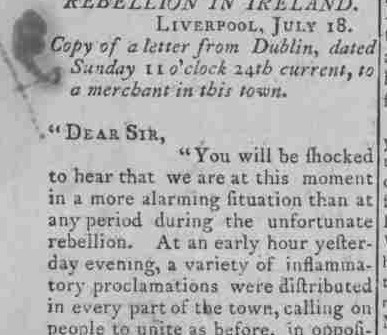 REBELLION IN IRELAND.
LIVERPOOL, JULY 18.
Copy of a letter from Dublin, dated
Sunday 11 o'clock 24th current, to
a merchant in this town.
"DEAR SIR,
"You will be ſhocked
to hear that we are at this moment
in a more alarming ſituation than at
any period during the unfortunate
rebellion. At an early hour yeſter-
day evening, a variety of inflamma-
tory proclamations were diſtributed
in every part of the town, calling on
people to unite as before, in oppoſi-